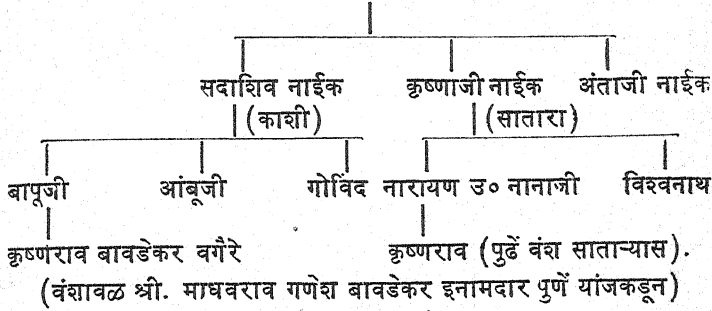 सदाशिव नाईक कृष्णाजी नाईक अंताजी नाईक
(काशी) (सातारा)
बापूजी आंबूजी गोविंद नारायण उ० नानाजी विश्वनाथ
कृष्णराव बावडेकर वगैरे कृष्णराव (पुढें वंश साताऱ्यास).
(वंशावळ श्री. माधवराव गणेश बावडेकर इनामदार पुणें यांजकडून)